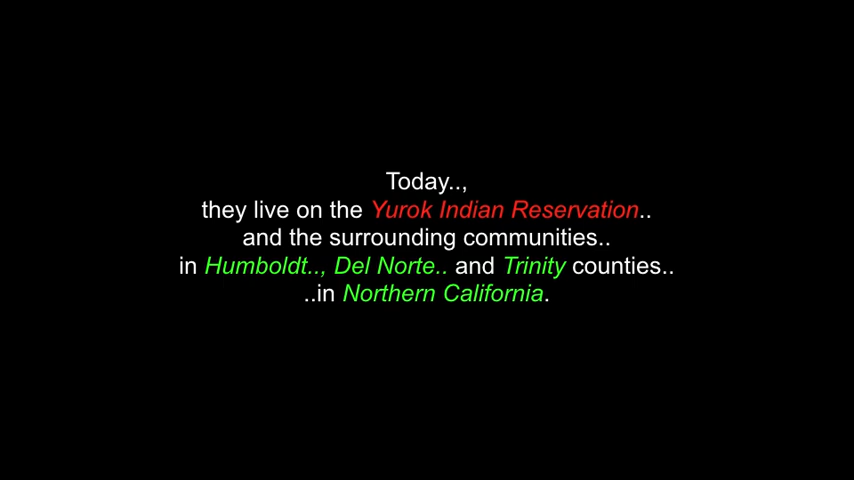 Today..,
they live on the Yurok Indian Reservation..
and the surrounding communities..
in Humboldt.., Del Norte.. and Trinity counties..
..in Northern California.